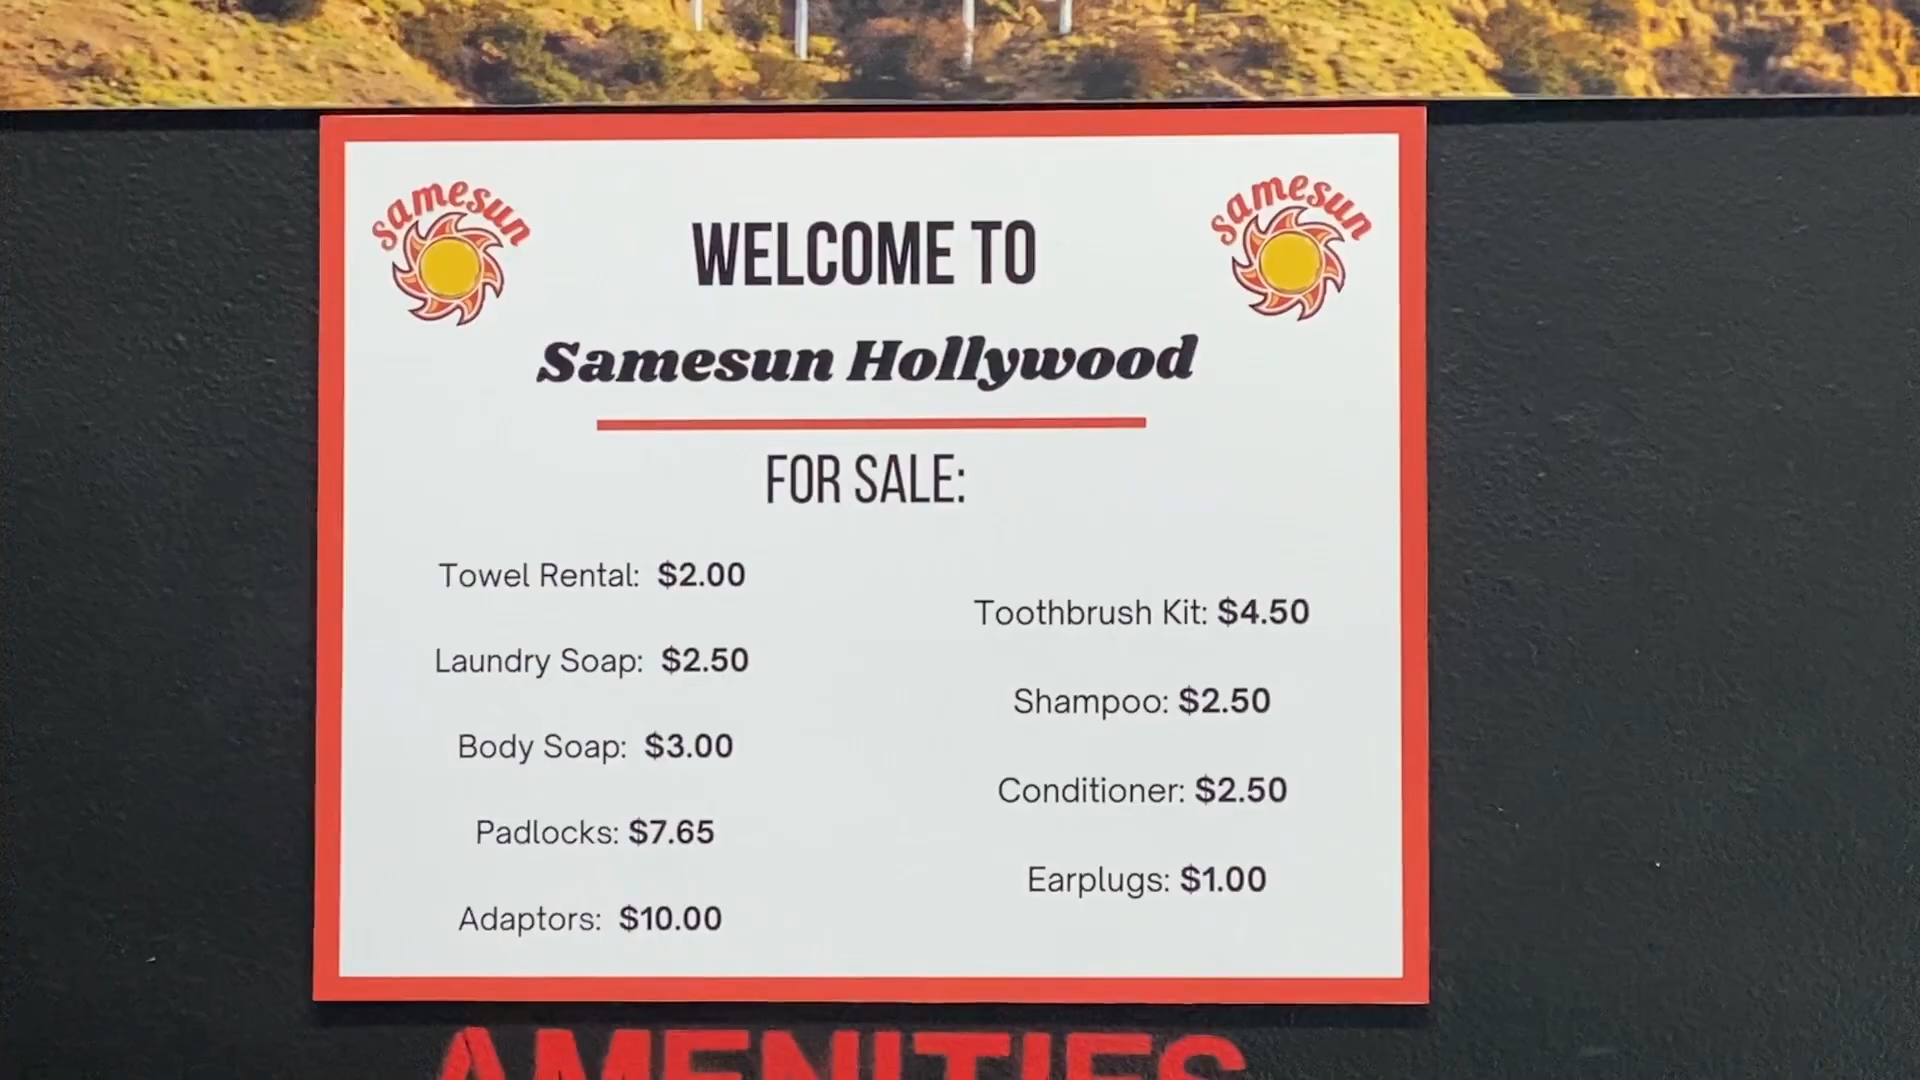 samesun
samesun
WELCOME TO
Samesun Hollywood
FOR SALE:
Towel Rental: $2.00
Laundry Soap: $2.50
Body Soap: $3.00
Padlocks: $7.65
Adaptors: $10.00
Toothbrush Kit: $4.50
Shampoo: $2.50
Conditioner: $2.50
Earplugs: $1.00
AMENITIES